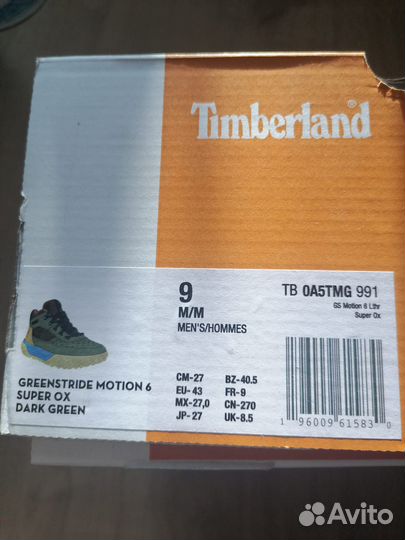 Timberland®
9
M/M
MEN'S/HOMMES
TB 0A5TMG 991
GS Motion 6 Lthr
Super Ox
GREENSTRIDE MOTION 6
SUPER OX
DARK GREEN
CM-27 BZ-40.5
EU- 43 FR-9
MX-27,0 CN-270
JP- 27 UK-8.5
1 96009 61583 0
Avito